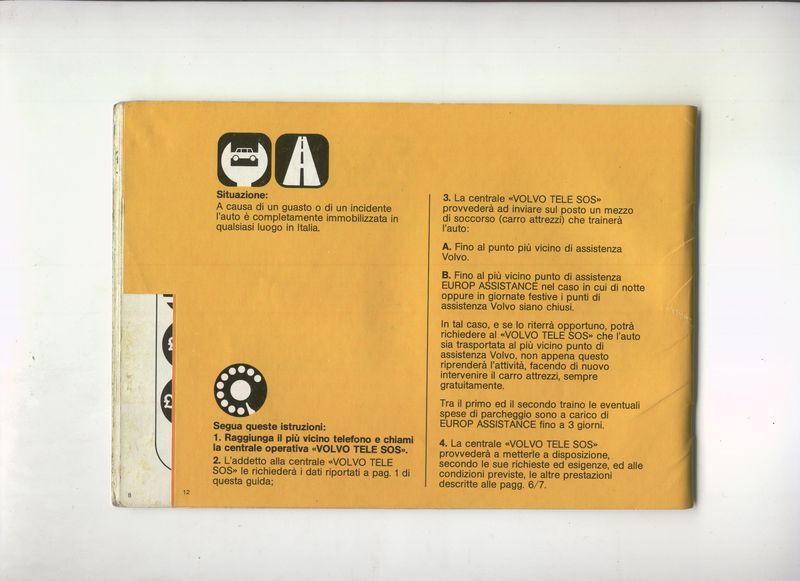 Situazione:
A causa di un guasto o di un incidente
l'auto è completamente immobilizzata in
qualsiasi luogo in Italia.
Segua queste istruzioni:
1. Raggiunga il più vicino telefono e chiami
la centrale operativa «VOLVO TELE SOS».
2. L'addetto alla centrale «VOLVO TELE
SOS» le richiederà i dati riportati a pag. 1 di
questa guida;
3. La centrale «VOLVO TELE SOS»
provvederà ad inviare sul posto un mezzo
di soccorso (carro attrezzi) che trainerà
l'auto:
A. Fino al punto più vicino di assistenza
Volvo.
B. Fino al più vicino punto di assistenza
EUROP ASSISTANCE nel caso in cui di notte
oppure in giornate festive i punti di
assistenza Volvo siano chiusi.
In tal caso, e se lo riterrà opportuno, potrà
richiedere al «VOLVO TELE SOS» che l'auto
sia trasportata al più vicino punto di
assistenza Volvo, non appena questo
riprenderà l'attività, facendo di nuovo
intervenire il carro attrezzi, sempre
gratuitamente.
Tra il primo ed il secondo traino le eventuali
spese di parcheggio sono a carico di
EUROP ASSISTANCE fino a 3 giorni.
4. La centrale «VOLVO TELE SOS»
provvederà a metterle a disposizione,
secondo le sue richieste ed esigenze, ed alle
condizioni previste, le altre prestazioni
descritte alle pagg. 6/7.
£
£
8
12